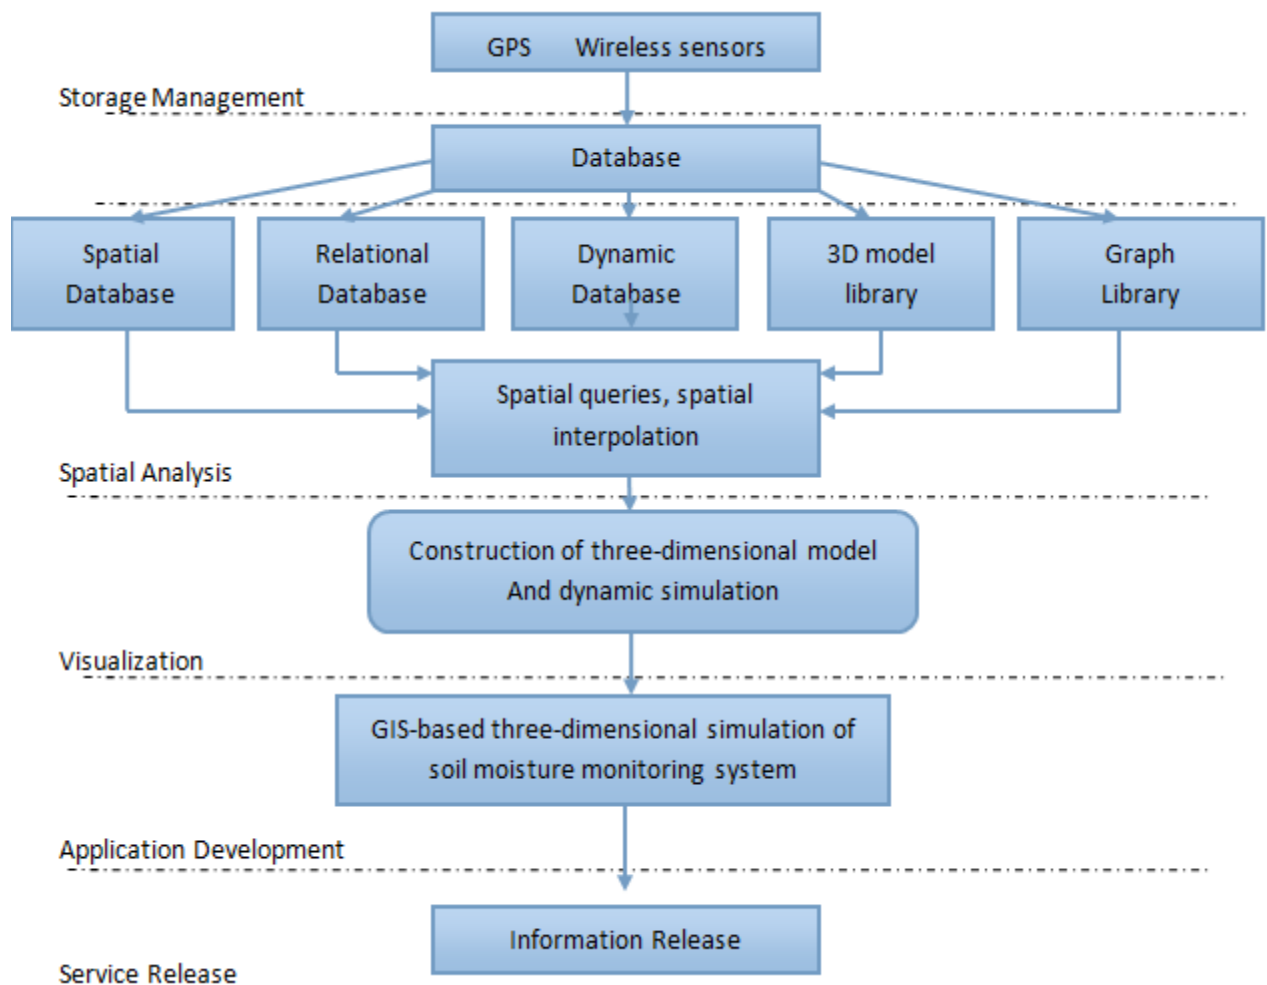 GPS Wireless sensors
Storage Management
Database
Spatial
Database
Relational
Database
Dynamic
Database
3D model
library
Graph
Library
Spatial queries, spatial
interpolation
Spatial Analysis
Construction of three-dimensional model
And dynamic simulation
Visualization
GIS-based three-dimensional simulation of
soil moisture monitoring system
Application Development
Information Release
Service Release